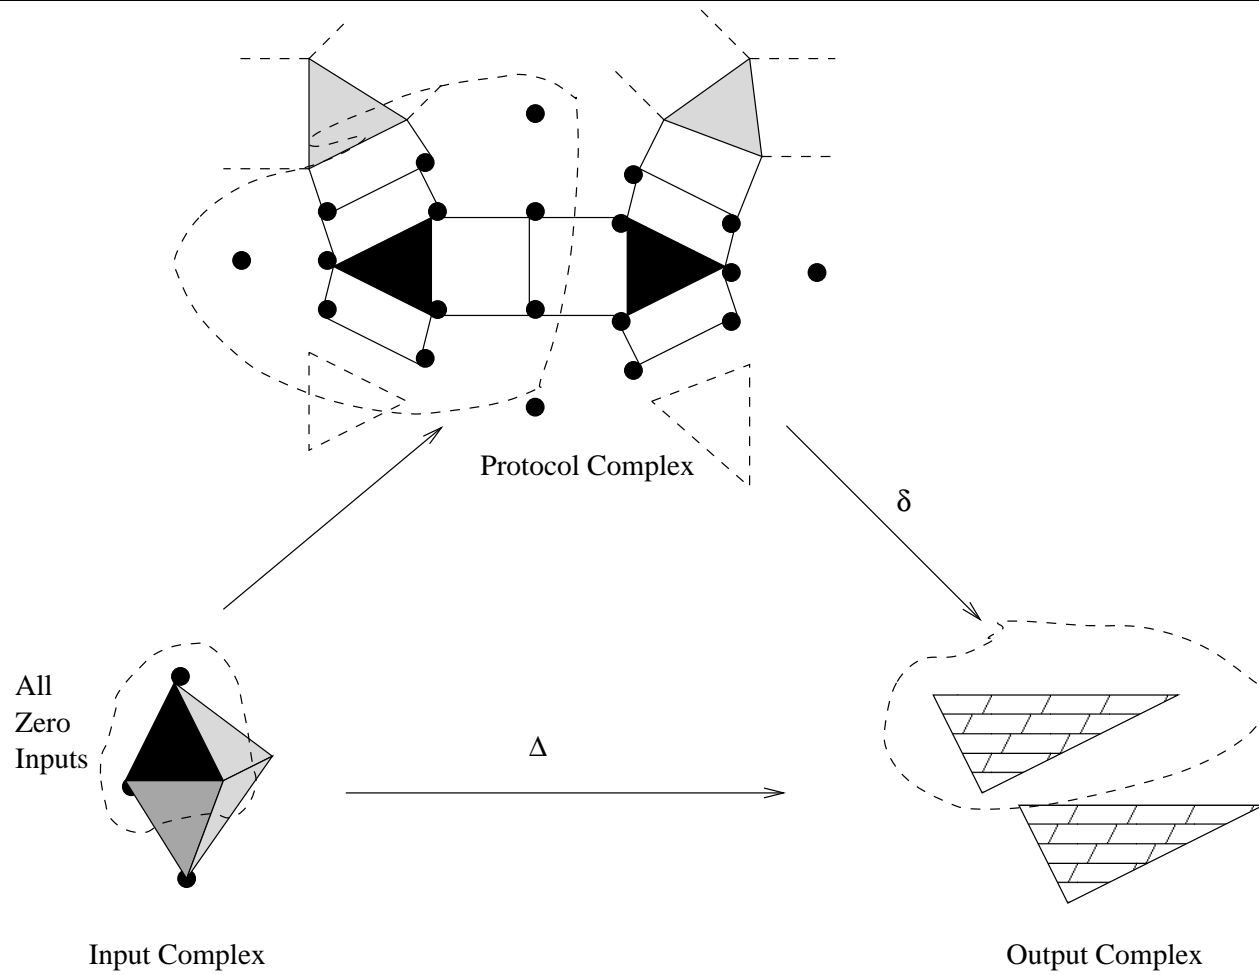 Protocol Complex
δ
All
Zero
Inputs
Δ
Input Complex
Output Complex